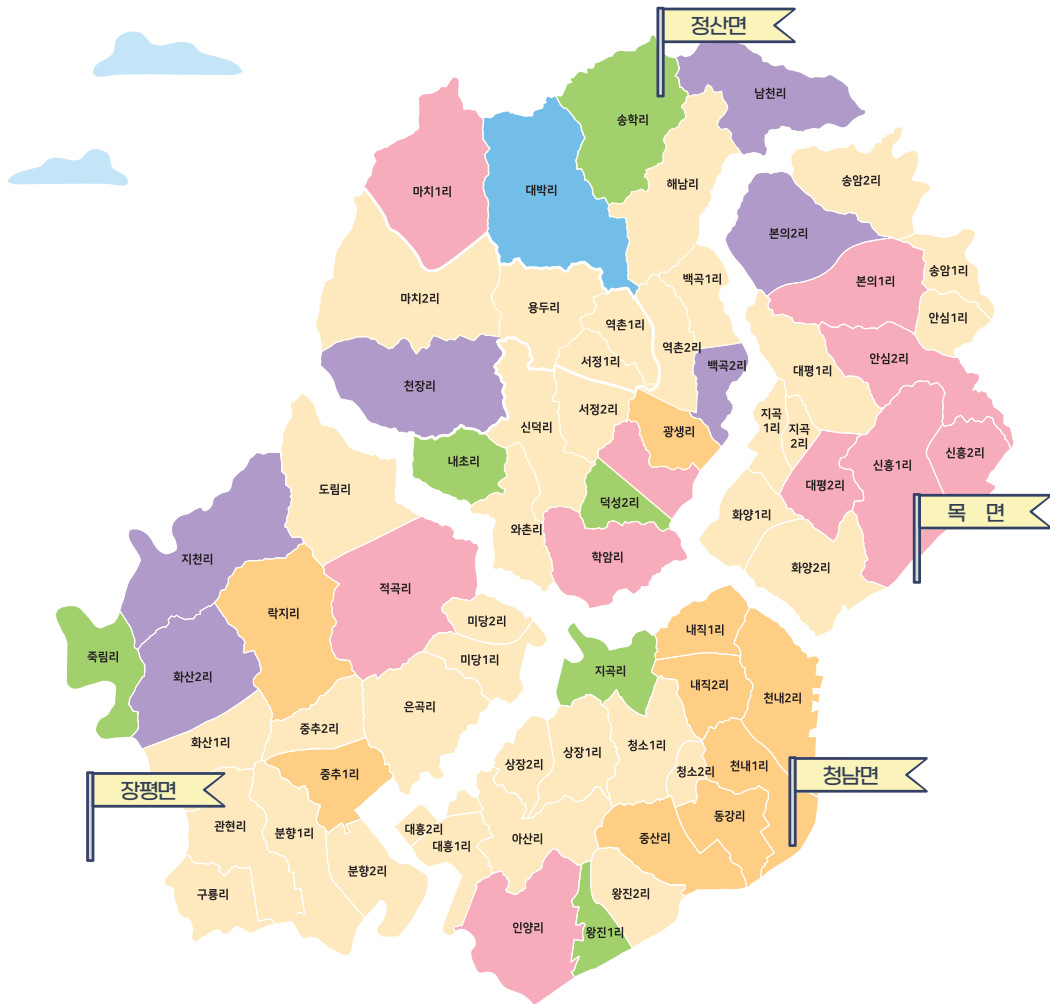 정산면
남천리
송학리
송암2리
해남리
마치1리
대박리
본의2리
송암1리
백곡1리
본의1리
마치2리
용두리
안심1리
역촌1리
역촌2리
서정1리
안심2리
백곡2리
대평1리
천장리
서정2리
지곡
1리
지곡
2리
신덕리
광생리
신흥2리
내초리
신흥1리
대평2리
도림리
덕성2리
목 면
화양1리
와촌리
학암리
지천리
화양2리
적곡리
락지리
미당2리
내직1리
죽림리
미당1리
지곡리
화산2리
내직2리
천내2리
은곡리
중추2리
화산1리
청소1리
상장1리
상장2리
천내1리
청소2리
중추1리
청남면
장평면
동강리
관현리
대흥2리
분향1리
아산리
중산리
대흥1리
분향2리
구룡리
왕진2리
인양리
왕진1리